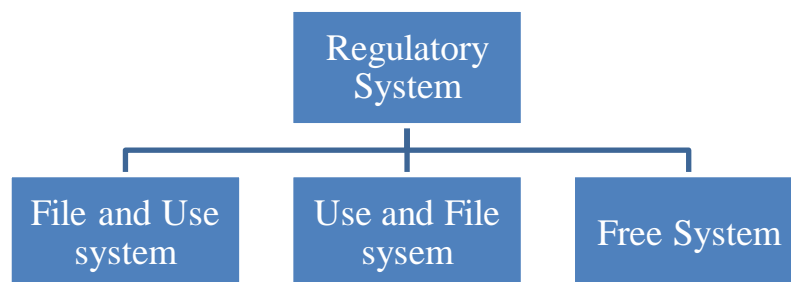 Regulatory
System
File and Use
system
Use and File
sysem
Free System